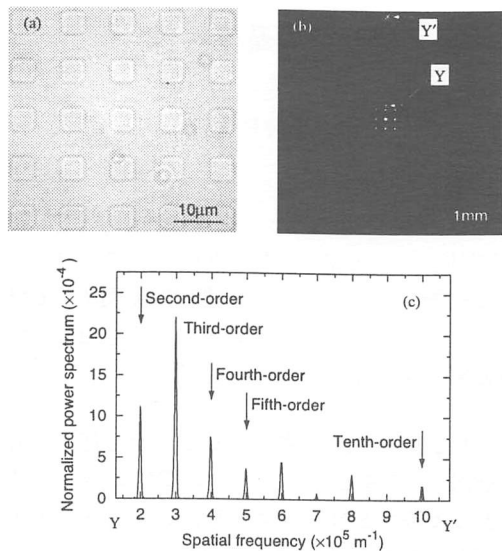 (a)
10μm
(b)
Y'
Y
1mm
(c)
Normalized power spectrum (×10⁻⁴)
25
20
15
10
5
0
Second-order
Third-order
Fourth-order
Fifth-order
Tenth-order
Y 2 3 4 5 6 7 8 9 10 Y'
Spatial frequency (×10⁵ m⁻¹)